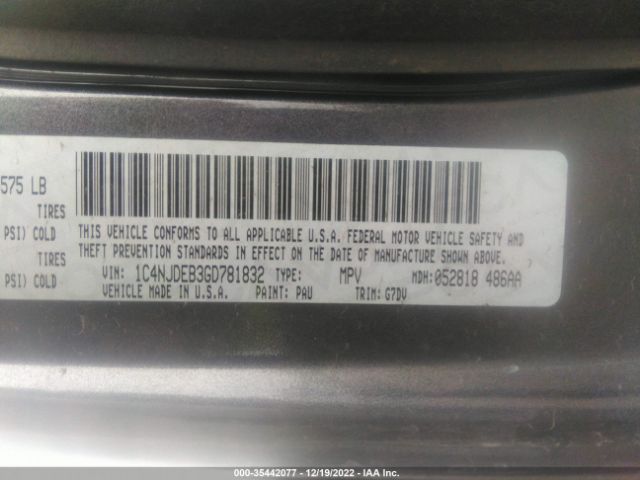 575 LB
TIRES
PSI) COLD
TIRES
PSI) COLD
THIS VEHICLE CONFORMS TO ALL APPLICABLE U.S.A. FEDERAL MOTOR VEHICLE SAFETY AND
THEFT PREVENTION STANDARDS IN EFFECT ON THE DATE OF MANUFACTURE SHOWN ABOVE.
VIN: 1C4NJDEB3GD781832 TYPE: MPV MDH: 052818 486AA
VEHICLE MADE IN U.S.A. PAINT: PAU TRIM: G7DV
000-35442077 - 12/19/2022 - IAA Inc.